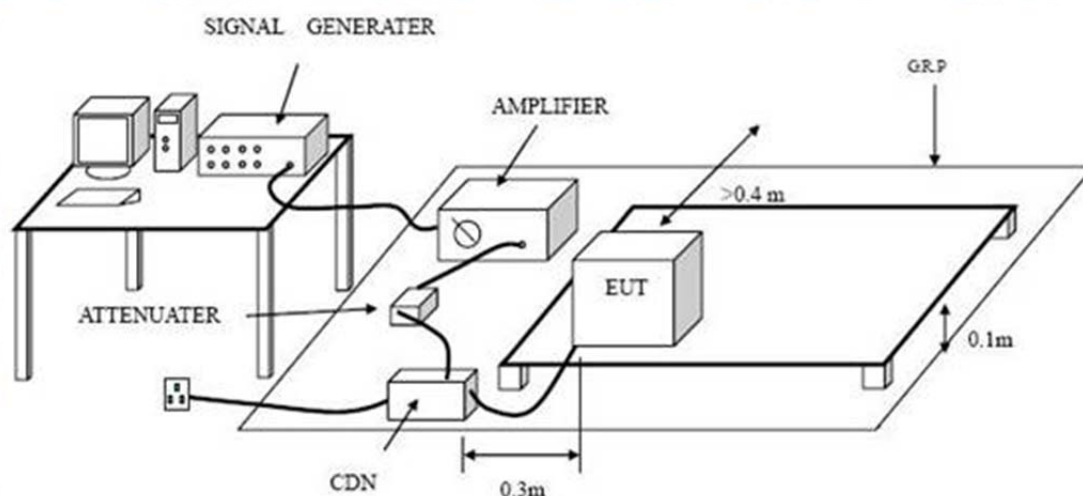 SIGNAL GENERATER
G.R.P
AMPLIFIER
>0.4 m
EUT
ATTENUATER
0.1m
CDN
0.3m